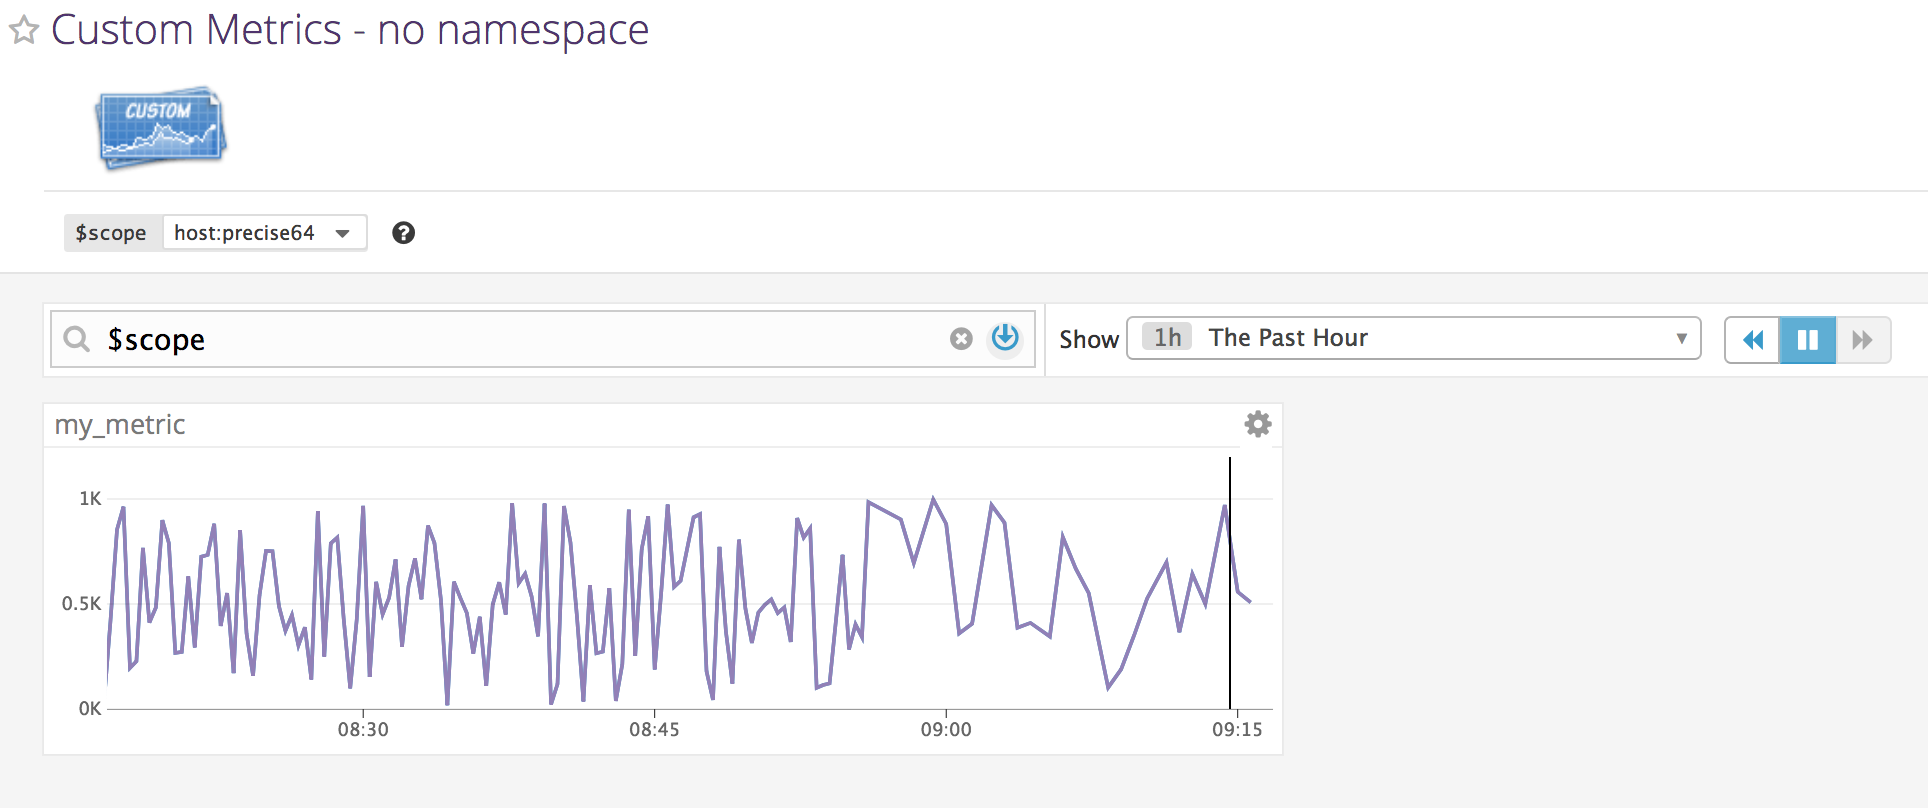 Custom Metrics - no namespace
CUSTOM
$scope host:precise64 ?
$scope
Show 1h The Past Hour
my_metric
1K
0.5K
0K
08:30 08:45 09:00 09:15